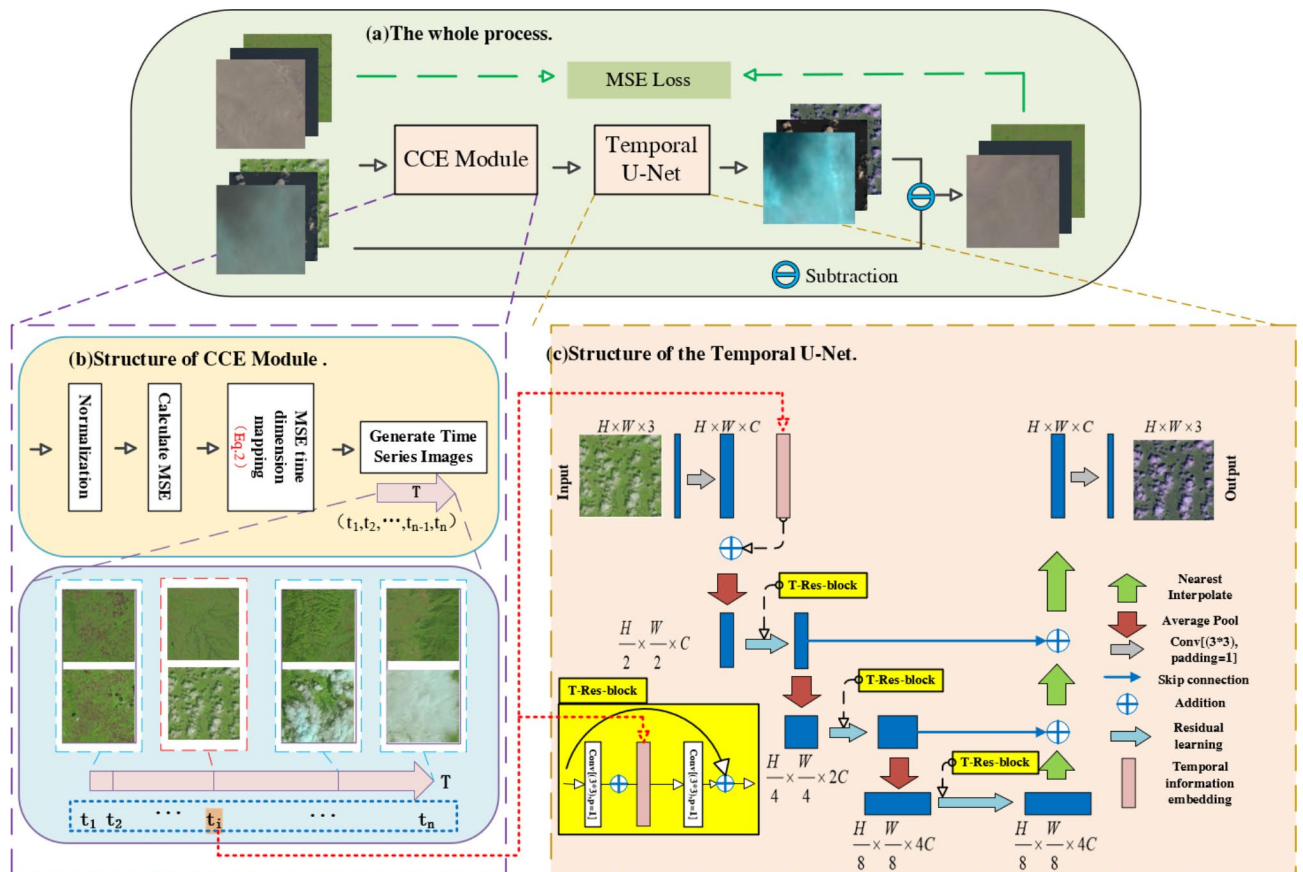 (a)The whole process.
MSE Loss
CCE Module
Temporal
U-Net
Subtraction
(b)Structure of CCE Module .
Normalization
Calculate MSE
MSE time
dimension
mapping
(Eq.2)
Generate Time
Series Images
T
(t₁,t₂,⋯,tₙ₋₁,tₙ)
T
t₁ t₂ ⋯ tᵢ ⋯ tₙ
(c)Structure of the Temporal U-Net.
Input
H×W×3
H×W×C
H×W×C
H×W×3
Output
T-Res-block
H/2 × W/2 × C
T-Res-block
T-Res-block
Conv[(3*3),p=1]
Conv[(3*3),p=1]
H/4 × W/4 × 2C
T-Res-block
H/8 × W/8 × 4C
H/8 × W/8 × 4C
Nearest
Interpolate
Average Pool
Conv[(3*3),
padding=1]
Skip connection
Addition
Residual
learning
Temporal
information
embedding